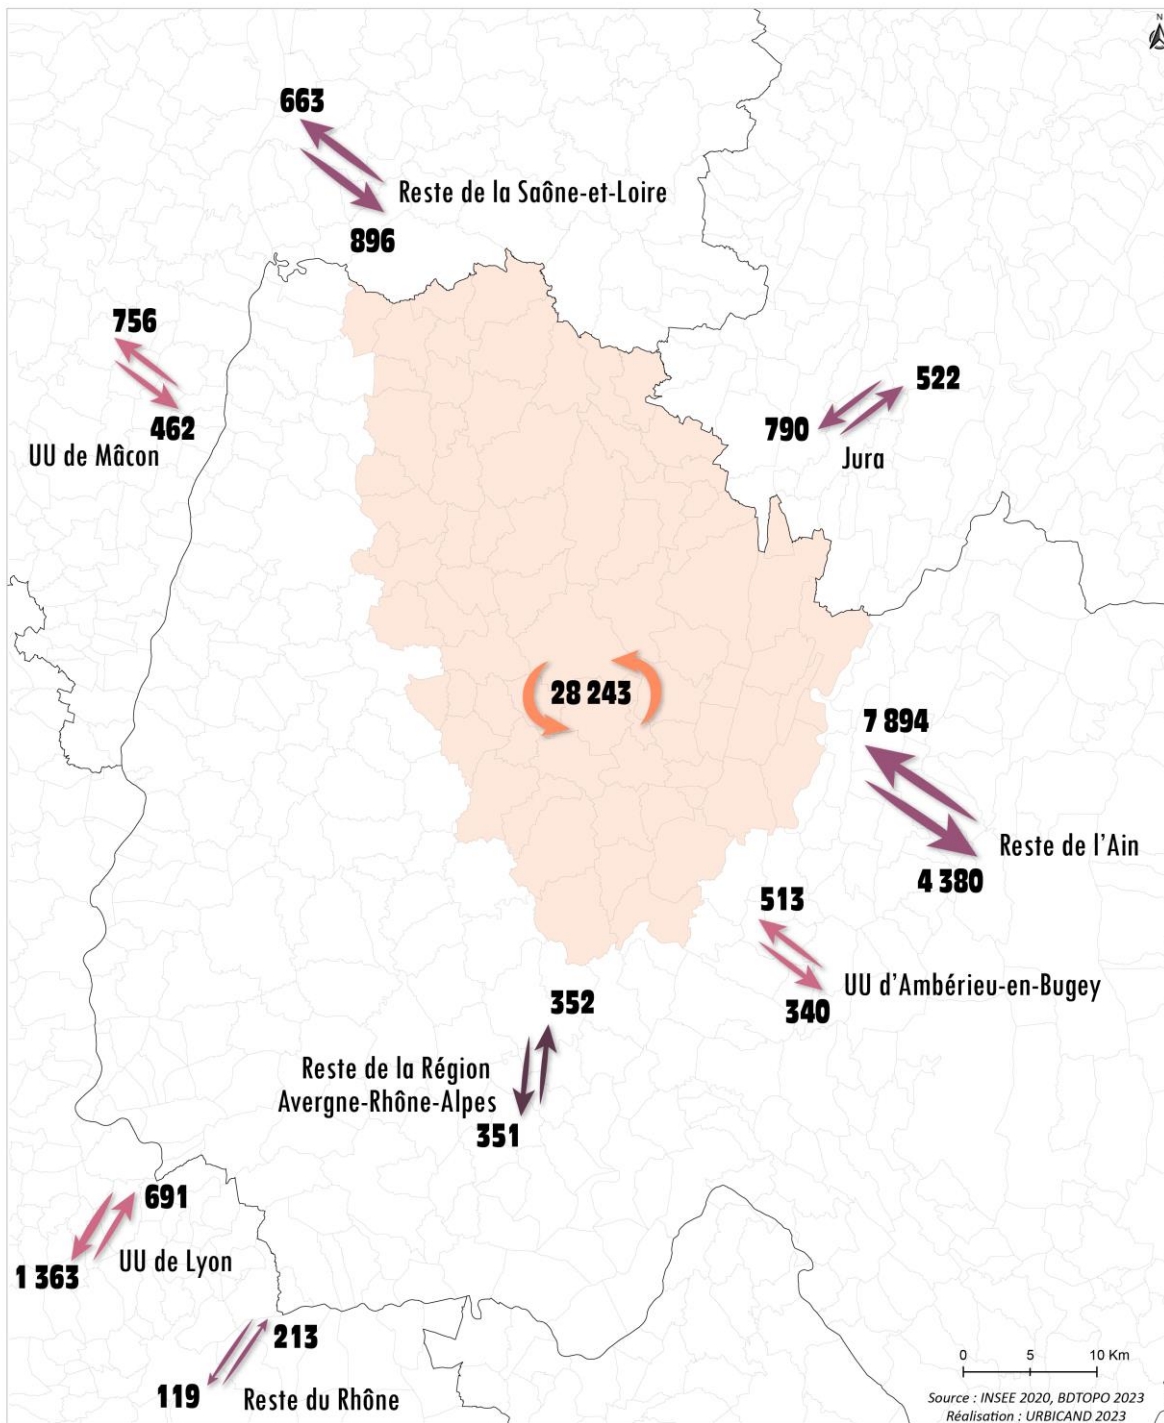 N
663
Reste de la Saône-et-Loire
896
756
462
UU de Mâcon
522
790
Jura
28 243
7 894
Reste de l'Ain
4 380
513
UU d'Ambérieu-en-Bugey
340
352
Reste de la Région
Avergne-Rhône-Alpes
351
691
UU de Lyon
1 363
213
119
Reste du Rhône
0 5 10 Km
Source : INSEE 2020, BDTOPO 2023
Réalisation : URBICAND 2023